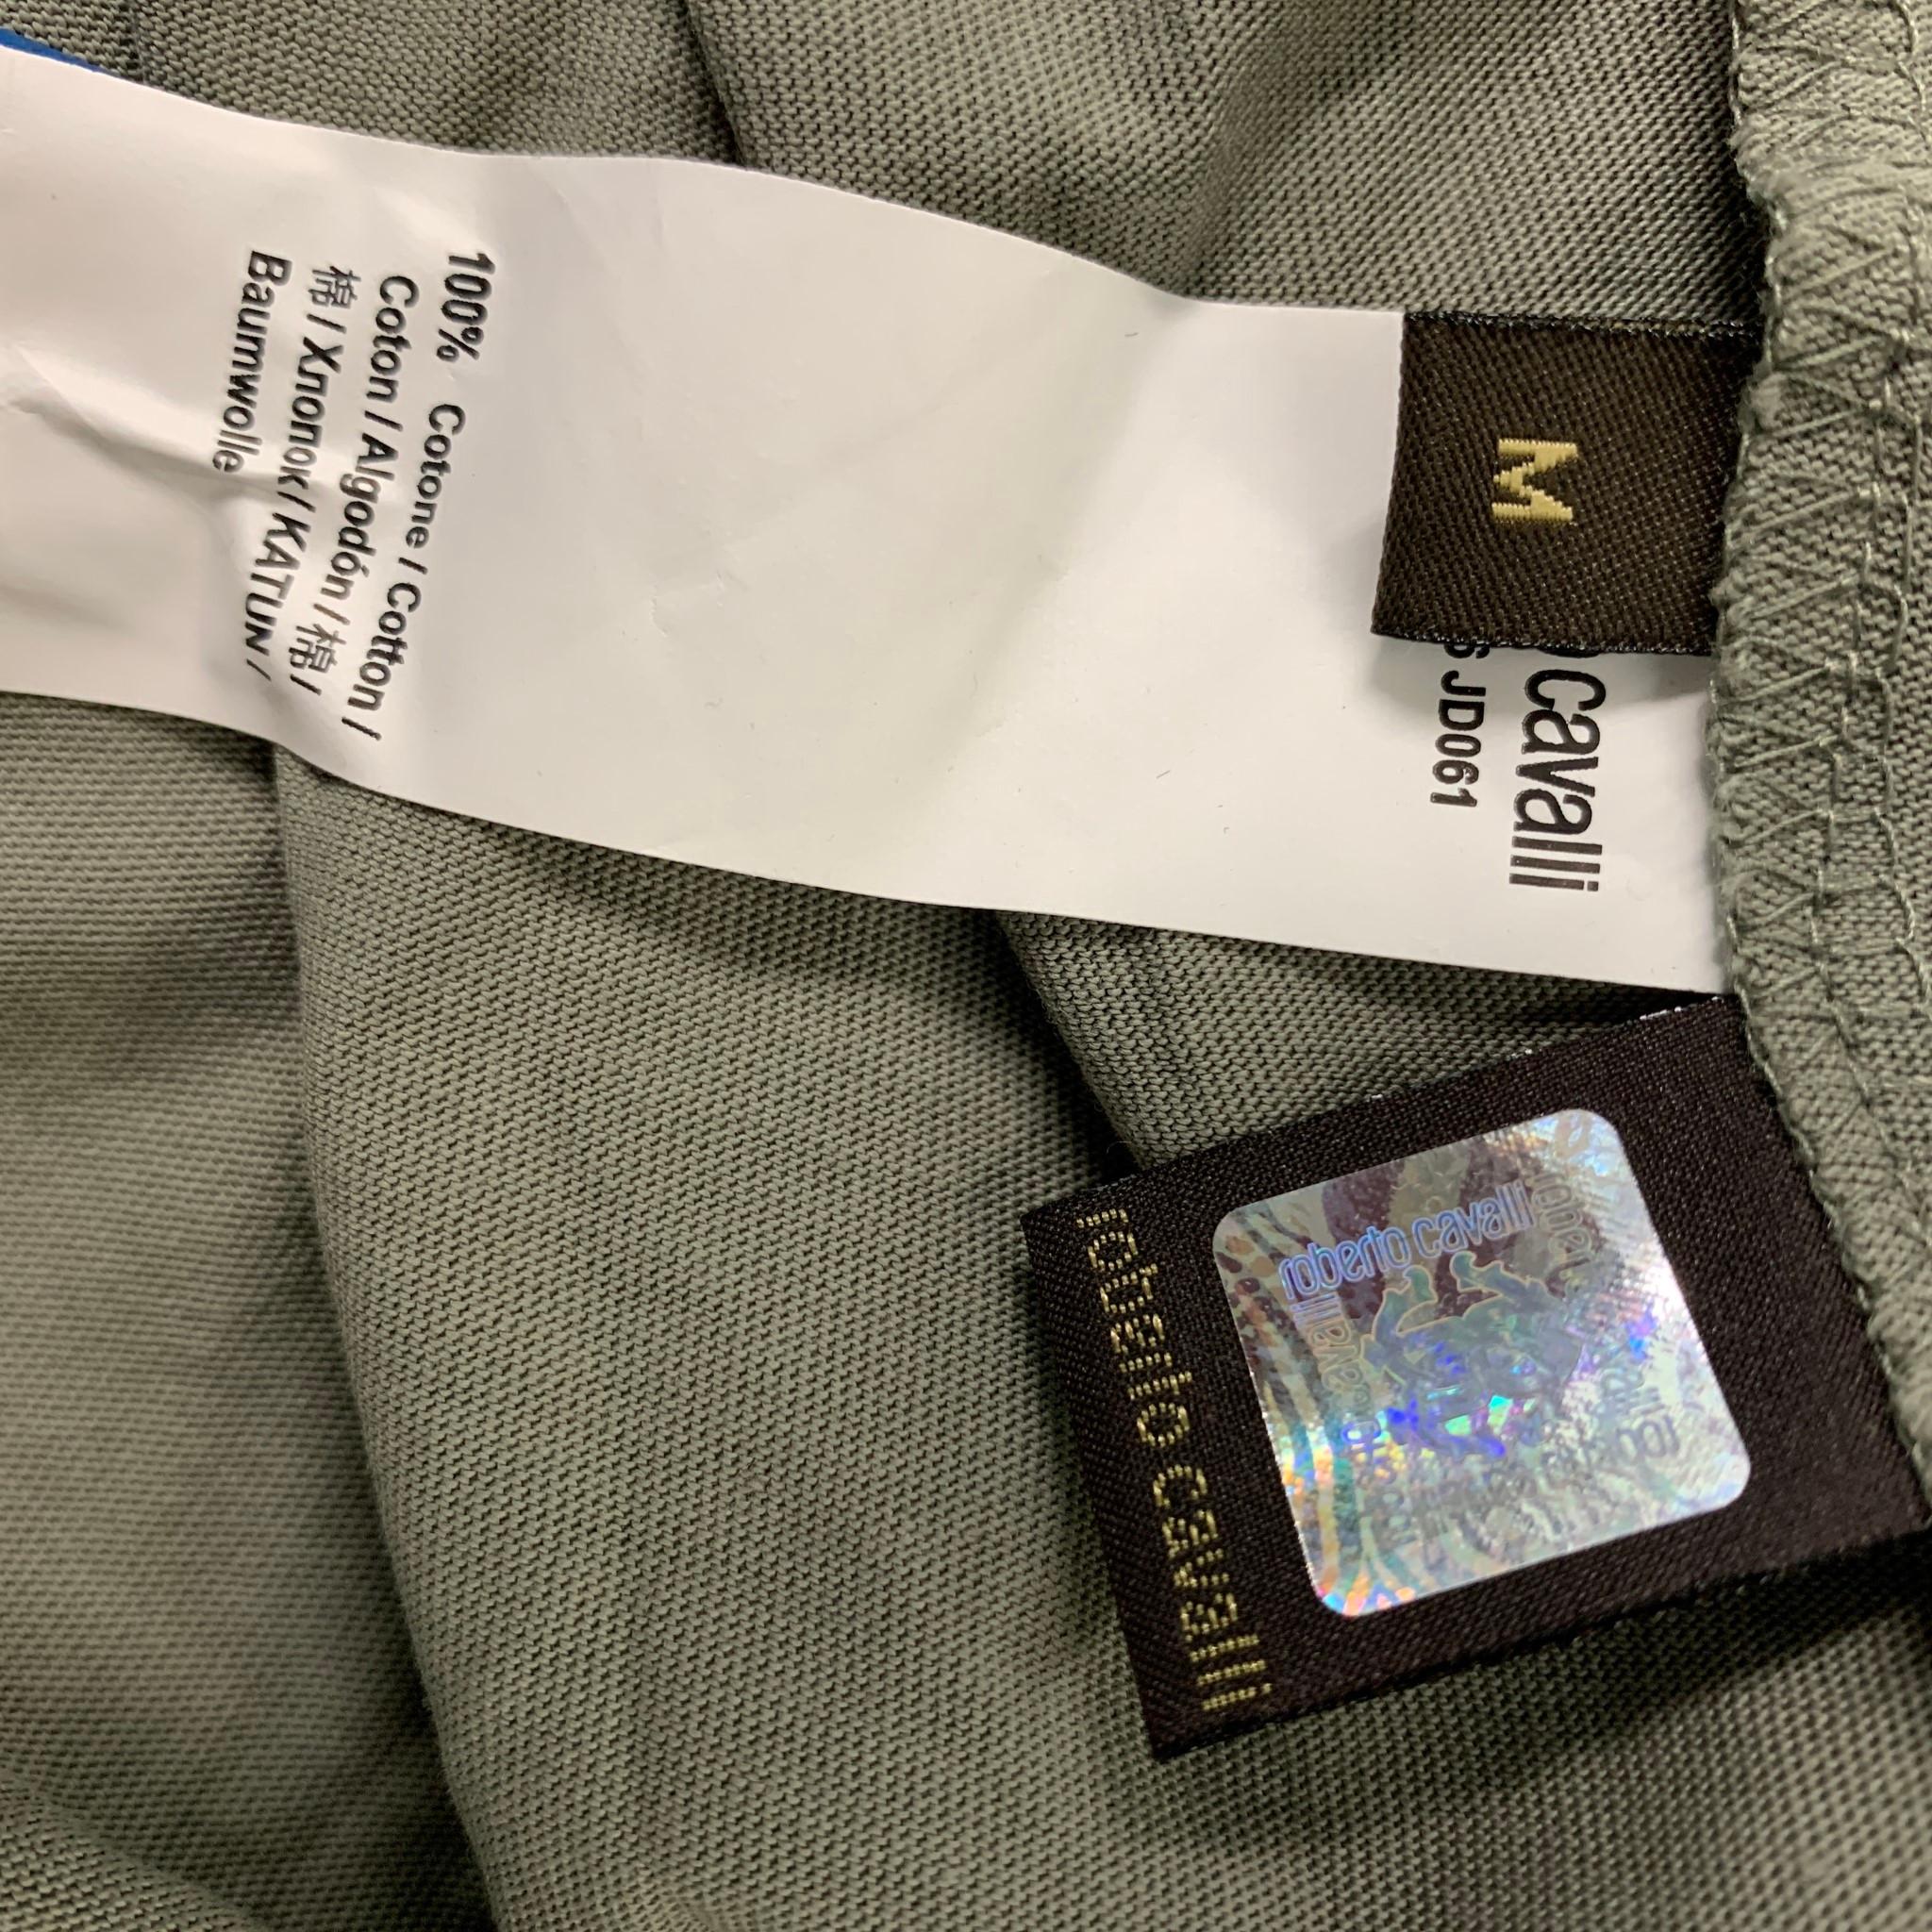 M
cavalli
JD061
100% Cotone / Cotton /
Coton / Algodón / 棉 /
棉 / Хлопок / KATUN /
Baumwolle
roberto cavalli
roberto cavalli